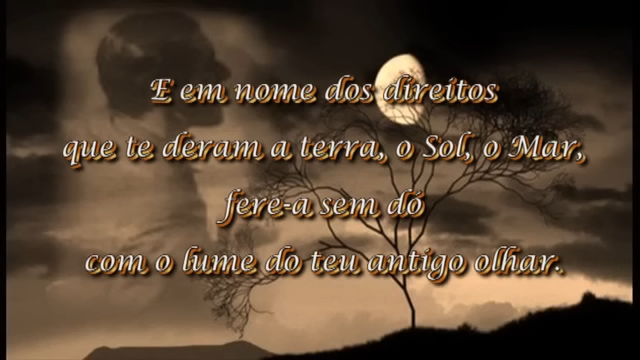 E em nome dos direitos
que te deram a terra, o Sol, o Mar,
fere-a sem dó
com o lume do teu antigo olhar.